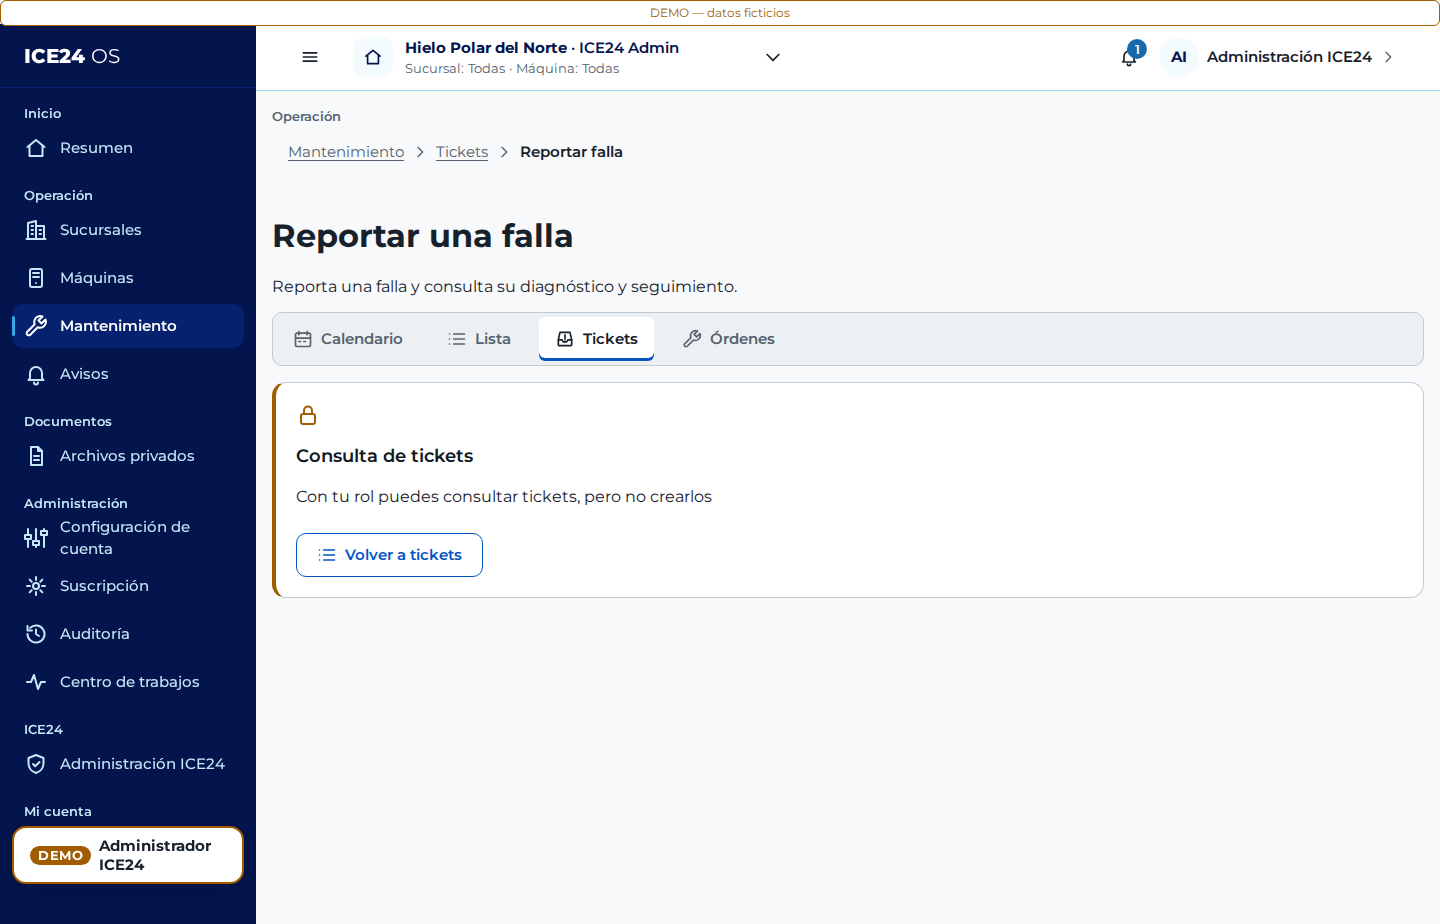 DEMO — datos ficticios
ICE24 OS
Inicio
Resumen
Operación
Sucursales
Máquinas
Mantenimiento
Avisos
Documentos
Archivos privados
Administración
Configuración de
cuenta
Suscripción
Auditoría
Centro de trabajos
ICE24
Administración ICE24
Mi cuenta
DEMO Administrador
ICE24
Hielo Polar del Norte · ICE24 Admin
Sucursal: Todas · Máquina: Todas
1
AI Administración ICE24
Operación
Mantenimiento Tickets Reportar falla
Reportar una falla
Reporta una falla y consulta su diagnóstico y seguimiento.
Calendario Lista Tickets Órdenes
Consulta de tickets
Con tu rol puedes consultar tickets, pero no crearlos
Volver a tickets